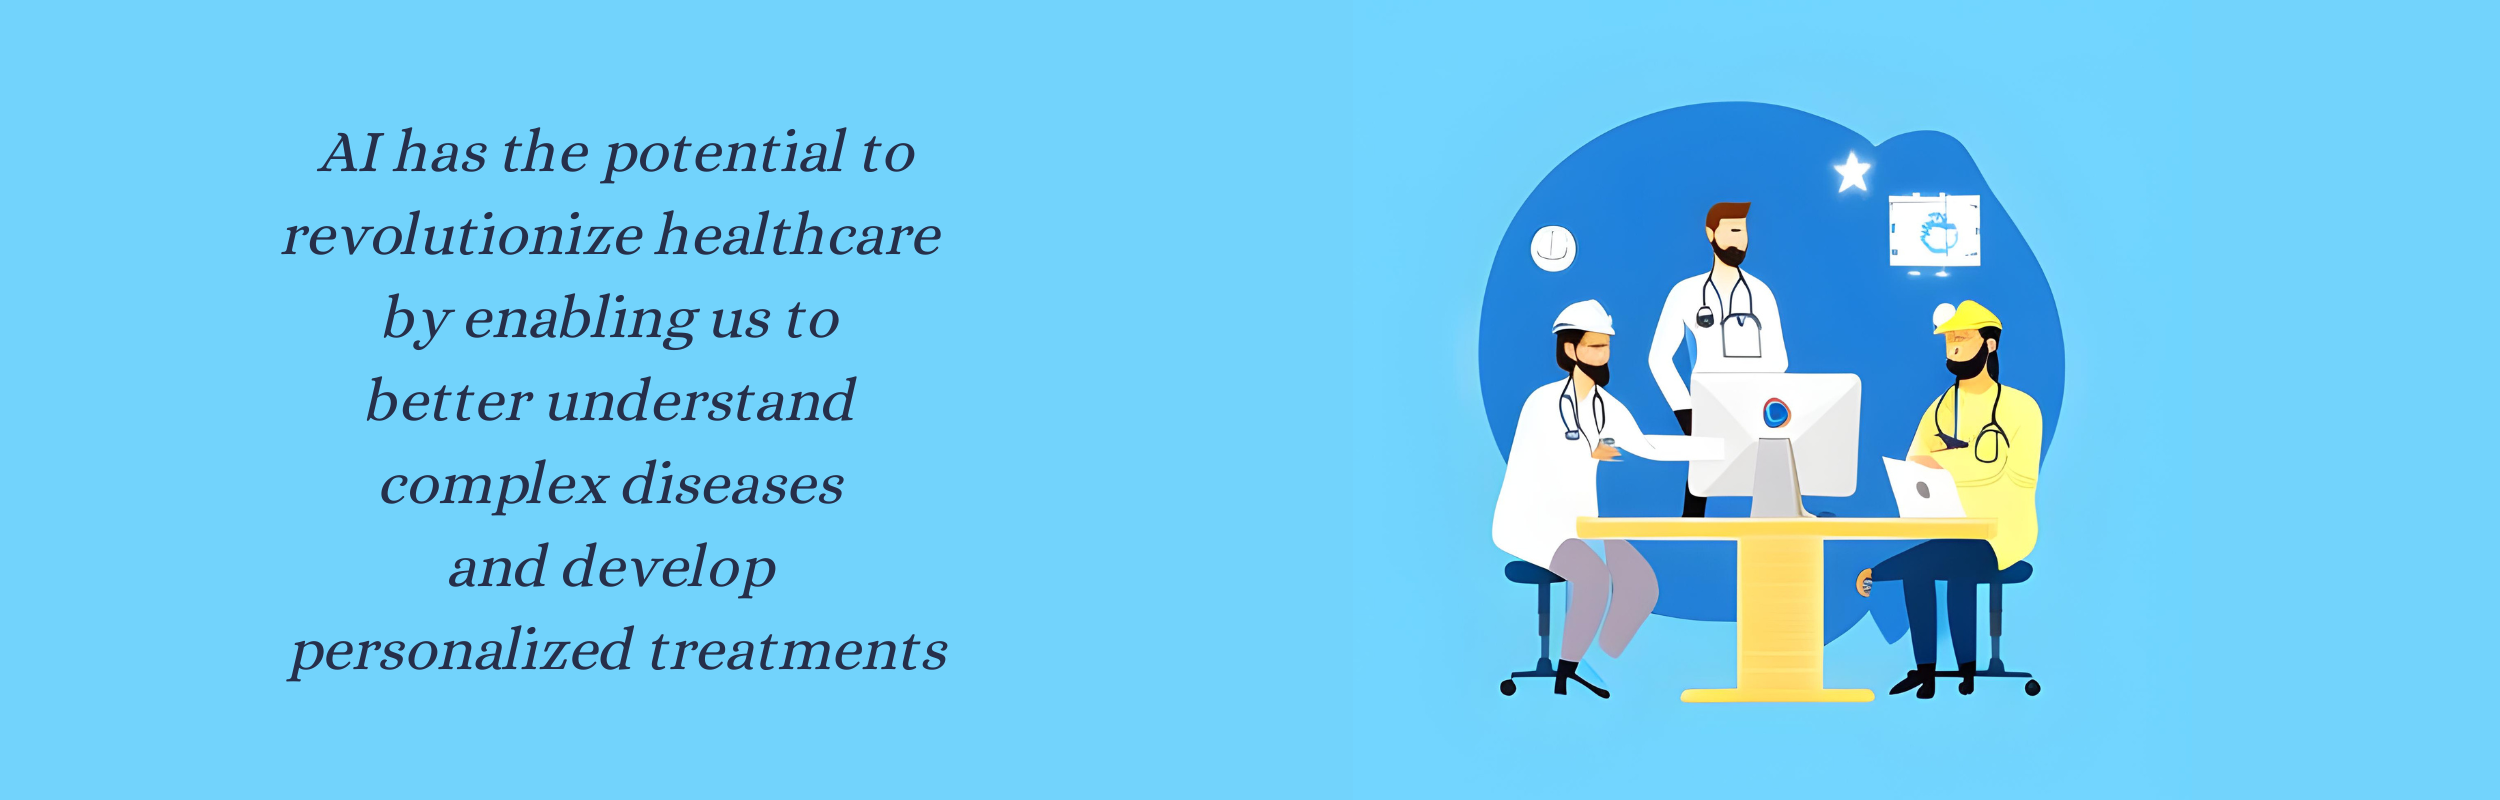 AI has the potential to
revolutionize healthcare
by enabling us to
better understand
complex diseases
and develop
personalized treatments